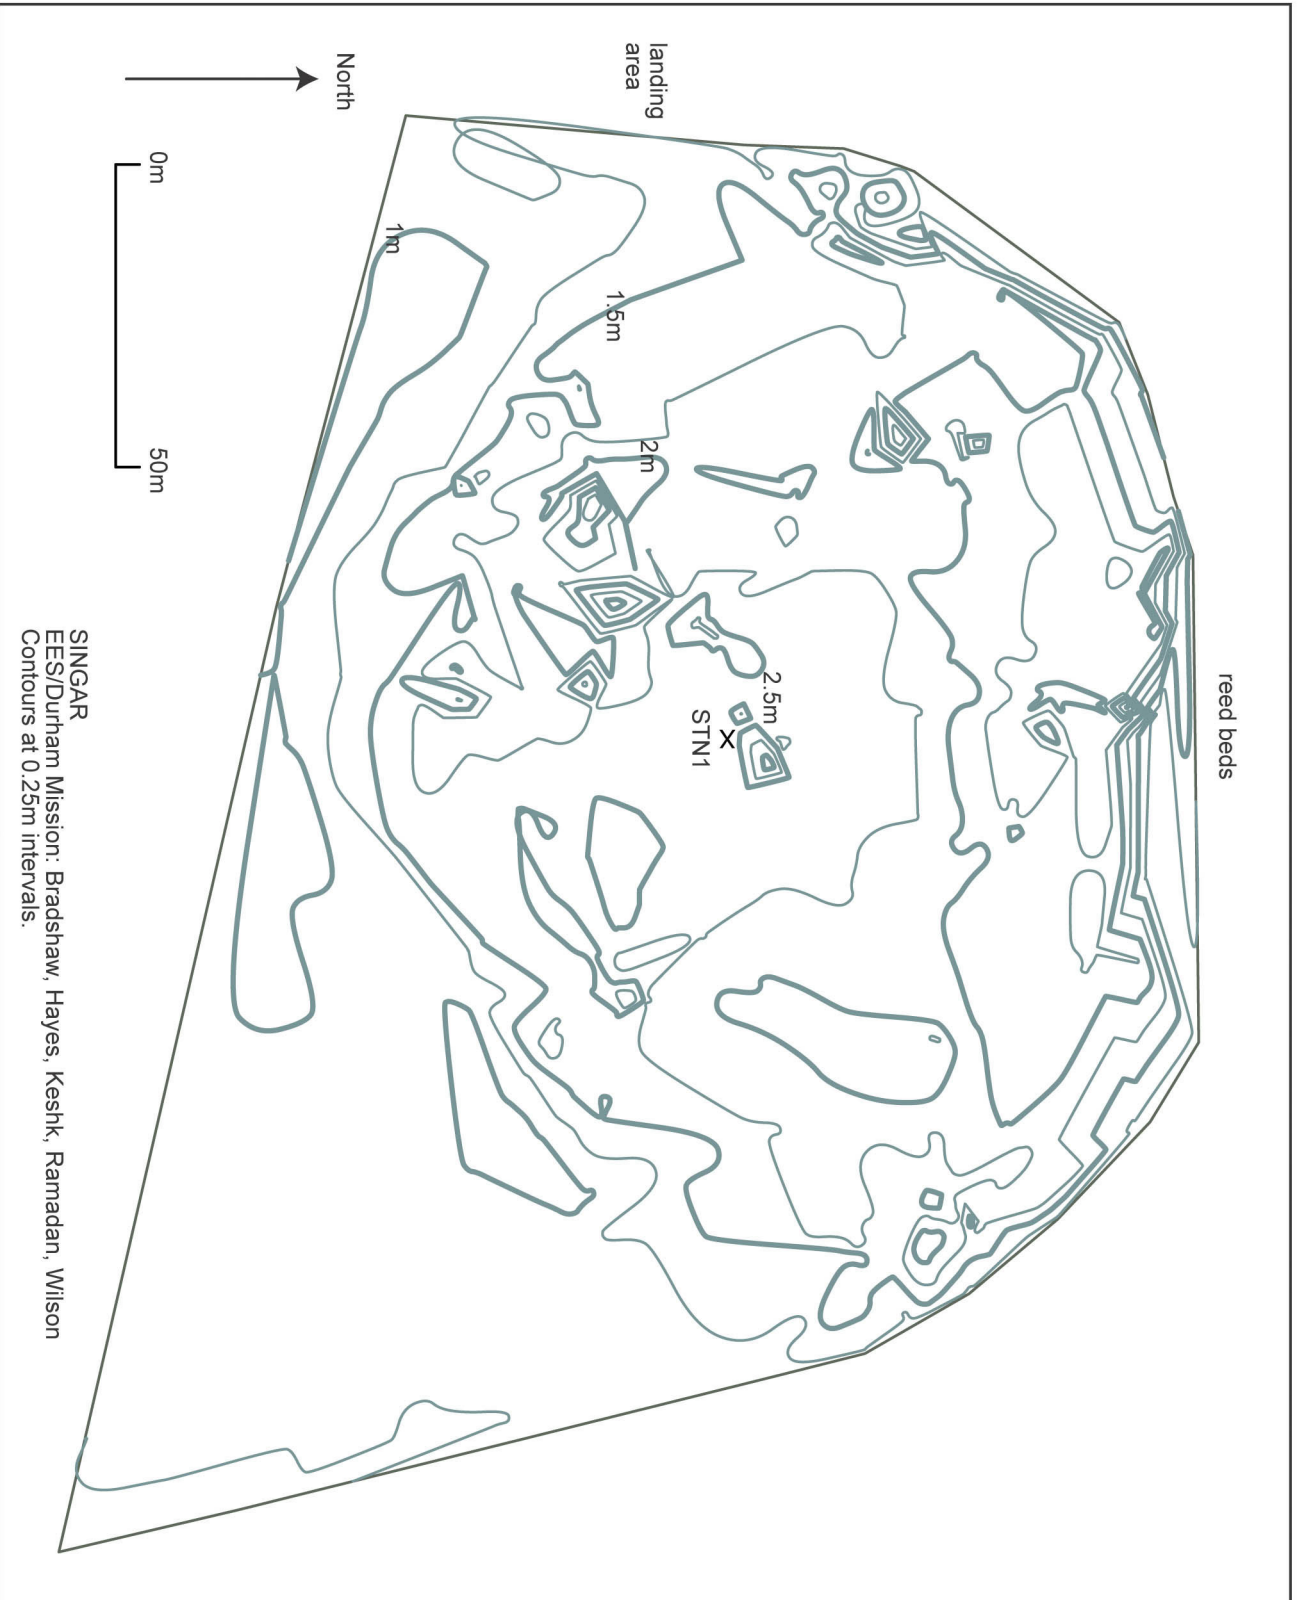 landing
area
North
0m
50m
1m
1.5m
2m
2.5m
STN1
X
reed beds
SINGAR
EES/Durham Mission: Bradshaw, Hayes, Keshk, Ramadan, Wilson
Contours at 0.25m intervals.